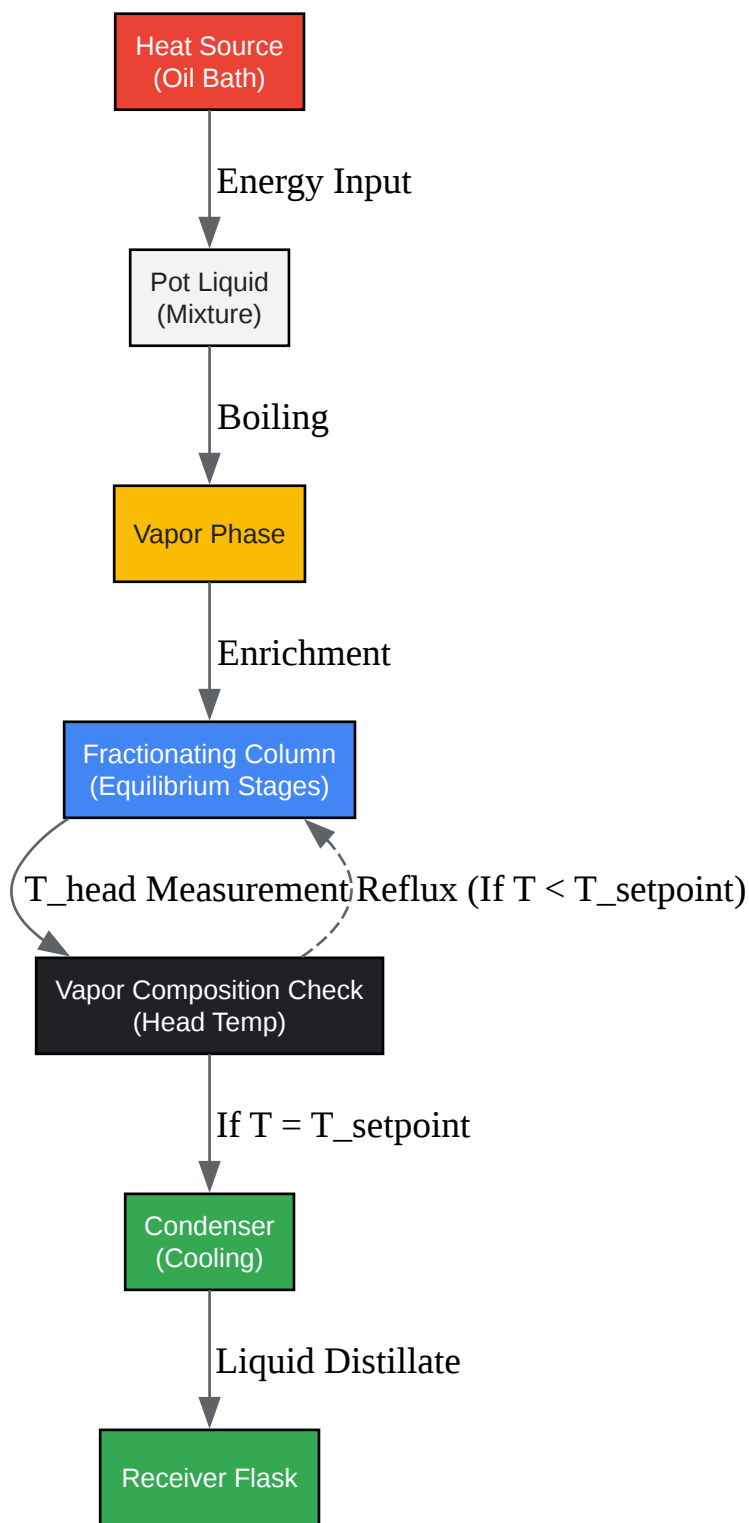 Heat Source
(Oil Bath)
Energy Input
Pot Liquid
(Mixture)
Boiling
Vapor Phase
Enrichment
Fractionating Column
(Equilibrium Stages)
T_head Measurement
Reflux (If T < T_setpoint)
Vapor Composition Check
(Head Temp)
If T = T_setpoint
Condenser
(Cooling)
Liquid Distillate
Receiver Flask